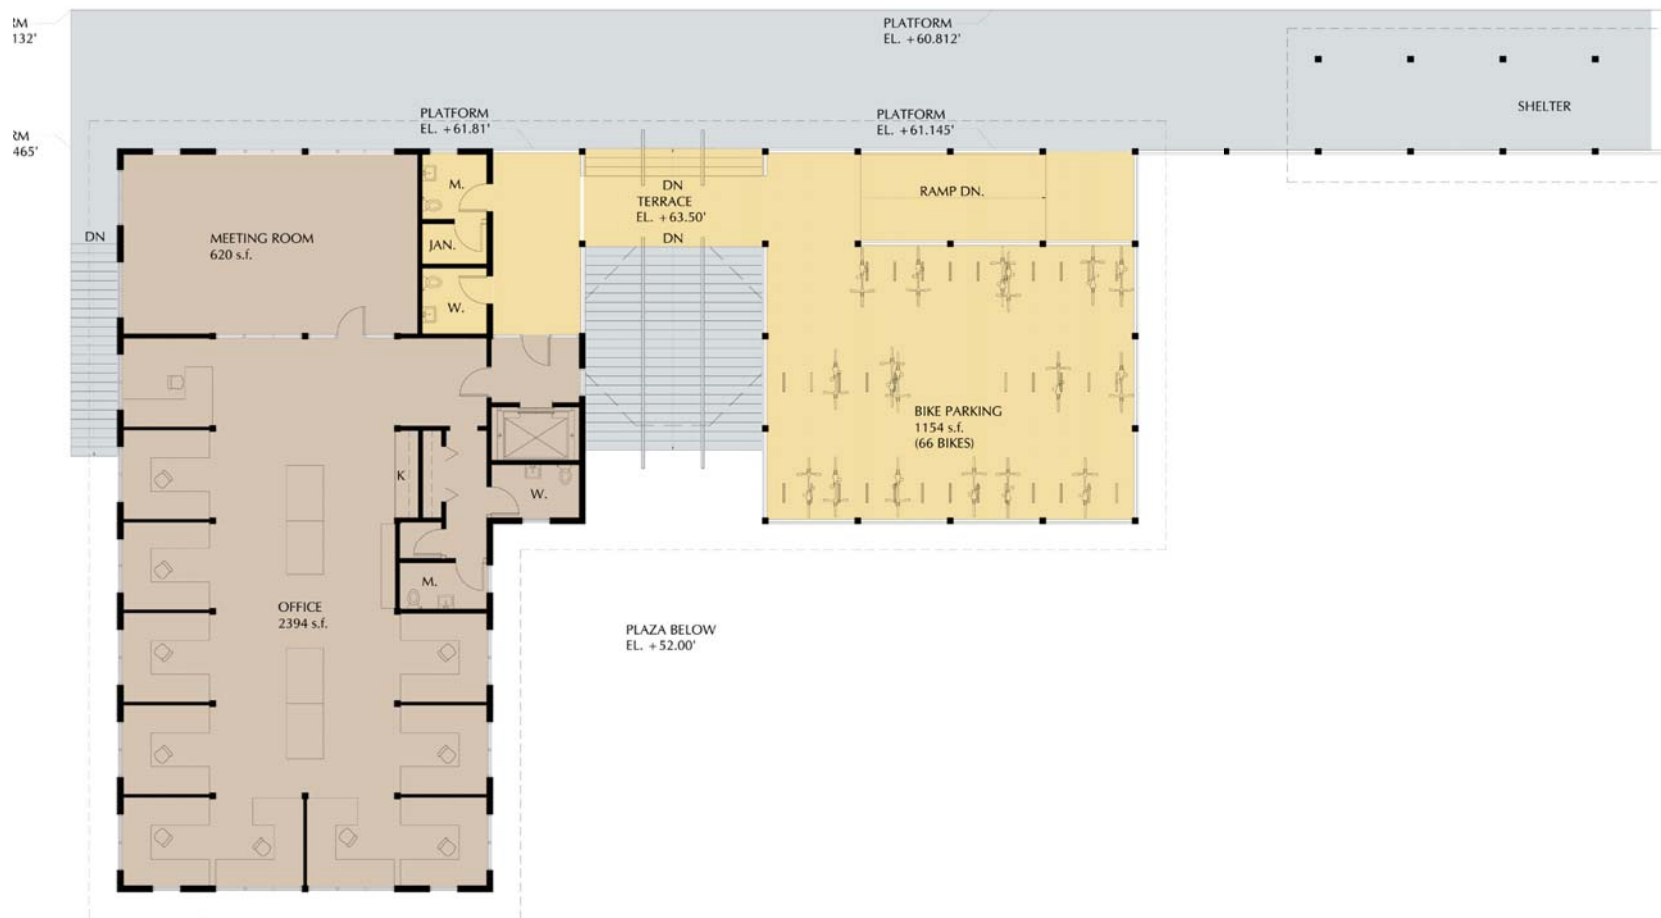 132'
465'
PLATFORM
EL. +60.812'
SHELTER
PLATFORM
EL. +61.81'
PLATFORM
EL. +61.145'
M.
DN
TERRACE
EL. +63.50'
DN
RAMP DN.
DN
MEETING ROOM
620 s.f.
JAN.
W.
BIKE PARKING
1154 s.f.
(66 BIKES)
K
W.
M.
OFFICE
2394 s.f.
PLAZA BELOW
EL. +52.00'